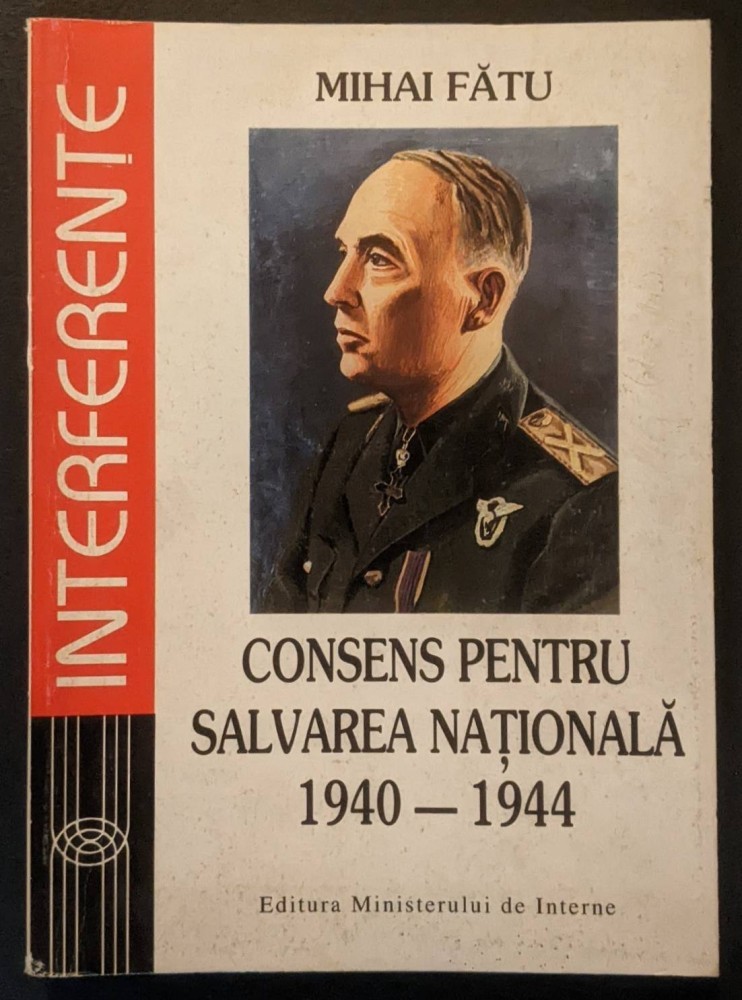 INTERFERENȚE
MIHAI FĂTU
CONSENS PENTRU
SALVAREA NAȚIONALĂ
1940 — 1944
Editura Ministerului de Interne